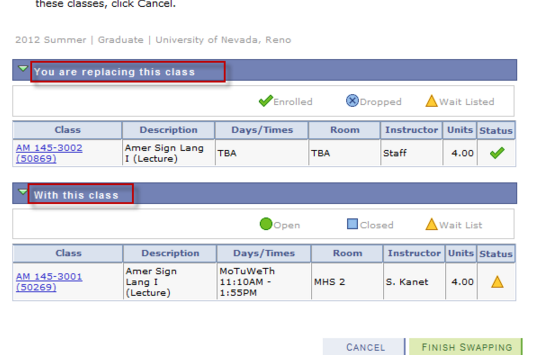 these classes, click Cancel.
2012 Summer | Graduate | University of Nevada, Reno
You are replacing this class
Enrolled Dropped Wait Listed
Class Description Days/Times Room Instructor Units Status
AM 145-3002 (50869) Amer Sign Lang I (Lecture) TBA TBA Staff 4.00
With this class
Open Closed Wait List
Class Description Days/Times Room Instructor Units Status
AM 145-3001 (50269) Amer Sign Lang I (Lecture) MoTuWeTh 11:10AM - 1:55PM MHS 2 S. Kanet 4.00
CANCEL FINISH SWAPPING